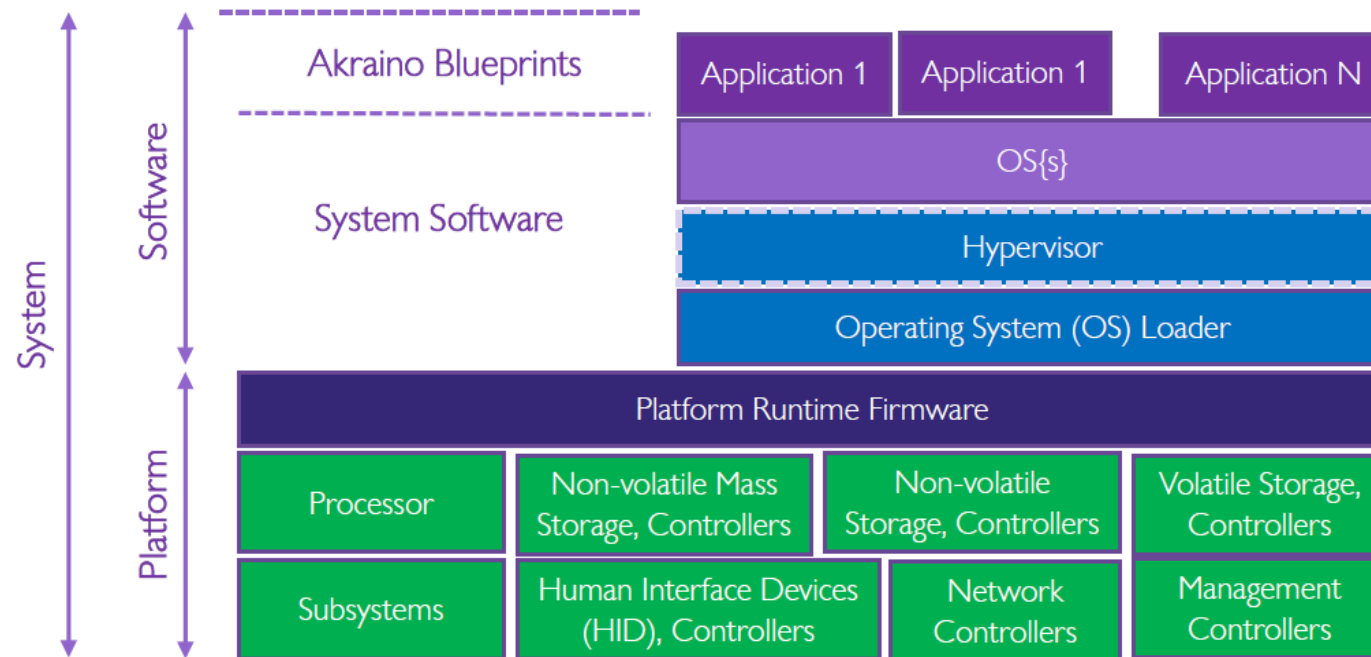 Akraino Blueprints
Application 1
Application 1
Application N
OS{s}
System Software
Hypervisor
Operating System (OS) Loader
Software
System
Platform Runtime Firmware
Platform
Processor
Non-volatile Mass
Storage, Controllers
Non-volatile
Storage, Controllers
Volatile Storage,
Controllers
Subsystems
Human Interface Devices
(HID), Controllers
Network
Controllers
Management
Controllers